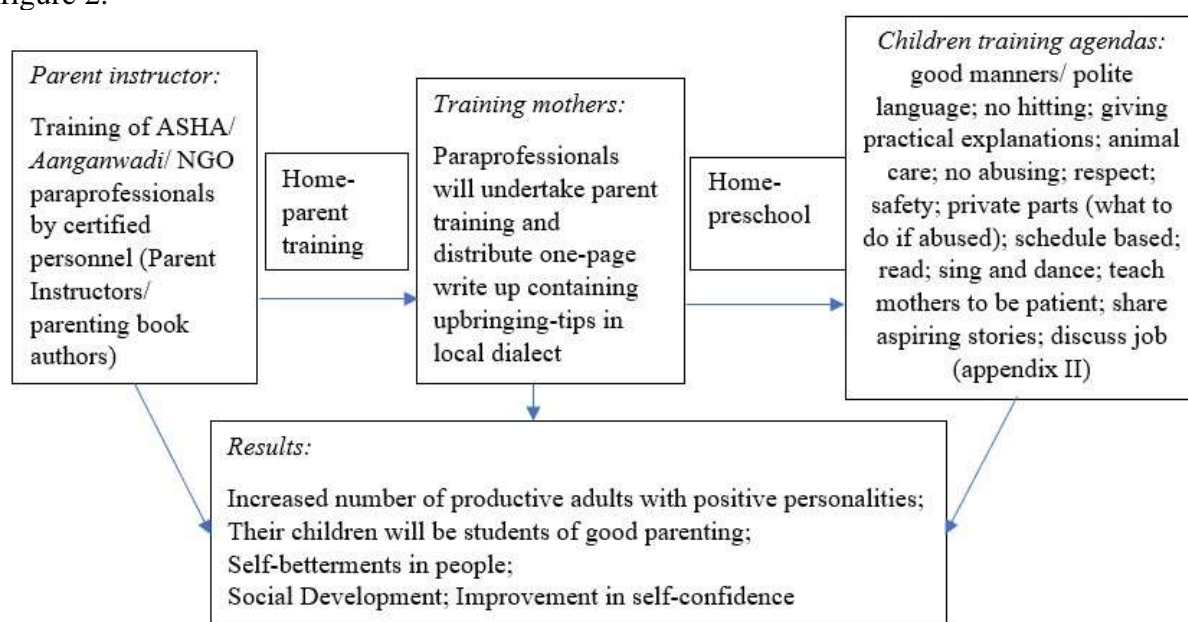 figure 2.
Parent instructor:
Training of ASHA/
Aanganwadi/ NGO
paraprofessionals
by certified
personnel (Parent
Instructors/
parenting book
authors)
Home-
parent
training
Training mothers:
Paraprofessionals
will undertake parent
training and
distribute one-page
write up containing
upbringing-tips in
local dialect
Home-
preschool
Children training agendas:
good manners/ polite
language; no hitting; giving
practical explanations; animal
care; no abusing; respect;
safety; private parts (what to
do if abused); schedule based;
read; sing and dance; teach
mothers to be patient; share
aspiring stories; discuss job
(appendix II)
Results:
Increased number of productive adults with positive personalities;
Their children will be students of good parenting;
Self-betterments in people;
Social Development; Improvement in self-confidence